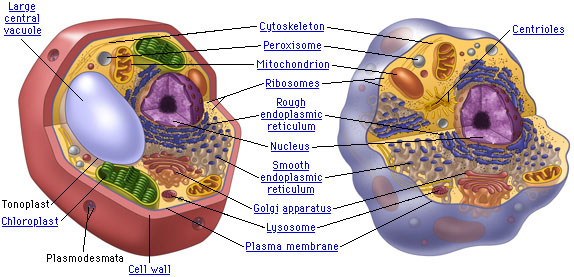 Large
central
vacuole
Cytoskeleton
Peroxisome
Mitochondrion
Ribosomes
Rough
endoplasmic
reticulum
Nucleus
Smooth
endoplasmic
reticulum
Golgi apparatus
Lysosome
Plasma membrane
Centrioles
Tonoplast
Chloroplast
Plasmodesmata
Cell wall